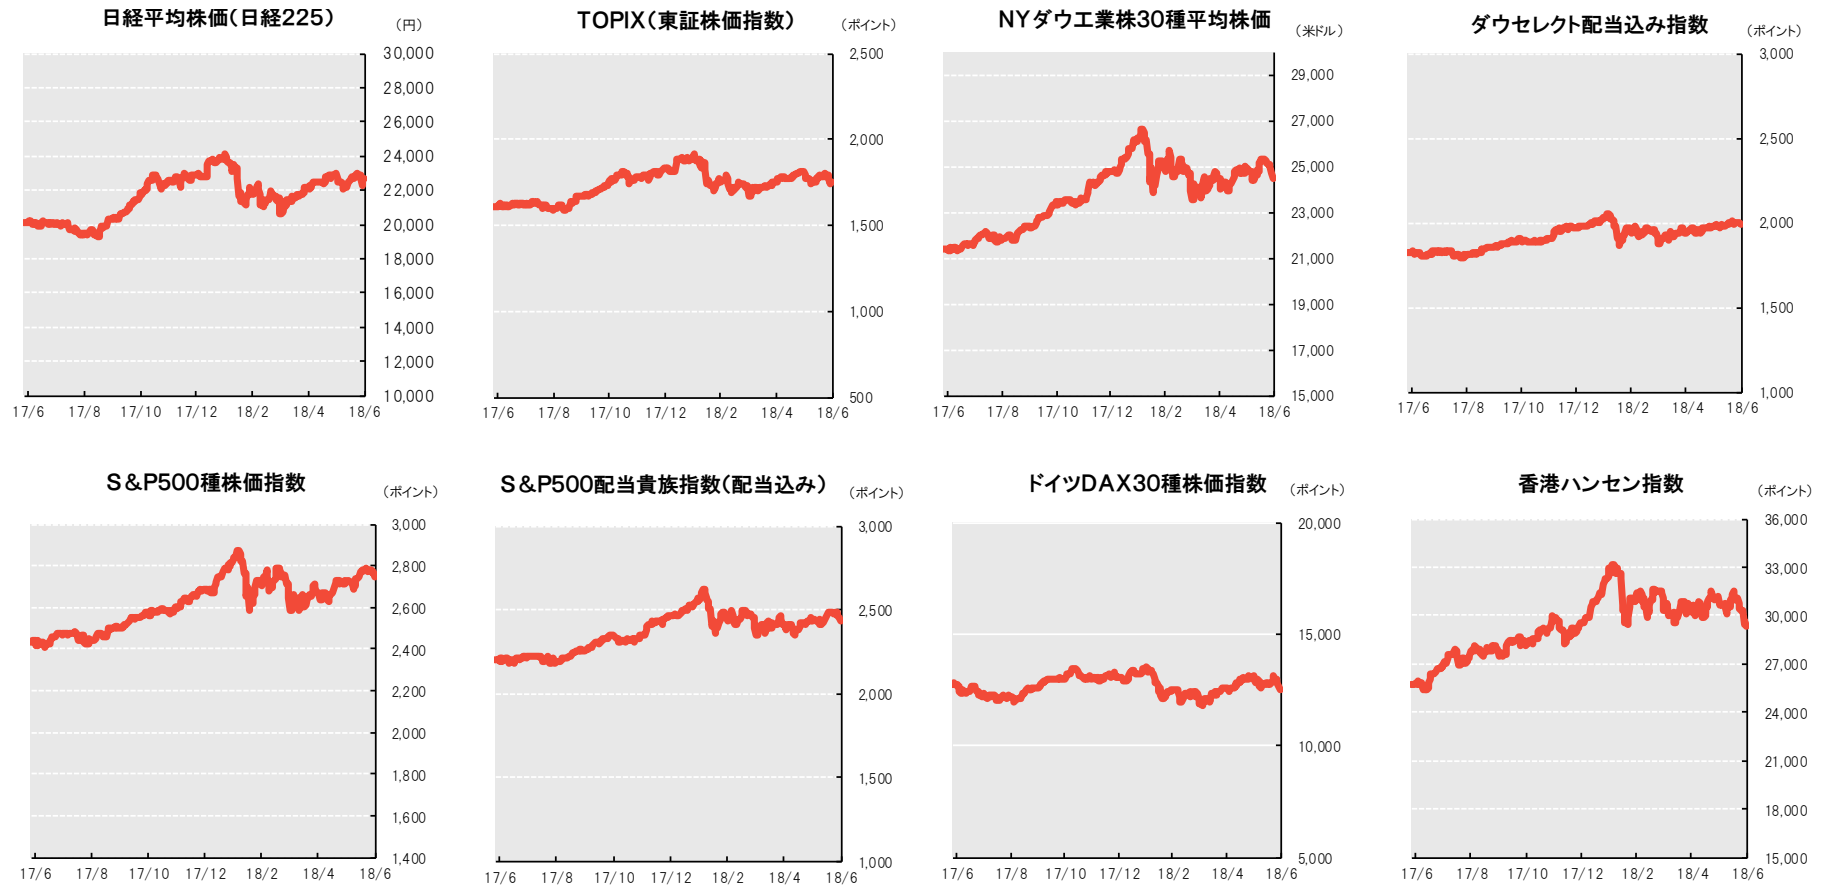 日経平均株価（日経225）
（円）
30,000
28,000
26,000
24,000
22,000
20,000
18,000
16,000
14,000
12,000
10,000
17/6 17/8 17/10 17/12 18/2 18/4 18/6
TOPIX（東証株価指数）
（ポイント）
2,500
2,000
1,500
1,000
500
17/6 17/8 17/10 17/12 18/2 18/4 18/6
NYダウ工業株30種平均株価
（米ドル）
29,000
27,000
25,000
23,000
21,000
19,000
17,000
15,000
17/6 17/8 17/10 17/12 18/2 18/4 18/6
ダウセレクト配当込み指数
（ポイント）
3,000
2,500
2,000
1,500
1,000
17/6 17/8 17/10 17/12 18/2 18/4 18/6
S＆P500種株価指数
（ポイント）
3,000
2,800
2,600
2,400
2,200
2,000
1,800
1,600
1,400
17/6 17/8 17/10 17/12 18/2 18/4 18/6
S＆P500配当貴族指数（配当込み）
（ポイント）
3,000
2,500
2,000
1,500
1,000
17/6 17/8 17/10 17/12 18/2 18/4 18/6
ドイツDAX30種株価指数
（ポイント）
20,000
15,000
10,000
5,000
17/6 17/8 17/10 17/12 18/2 18/4 18/6
香港ハンセン指数
（ポイント）
36,000
33,000
30,000
27,000
24,000
21,000
18,000
15,000
17/6 17/8 17/10 17/12 18/2 18/4 18/6